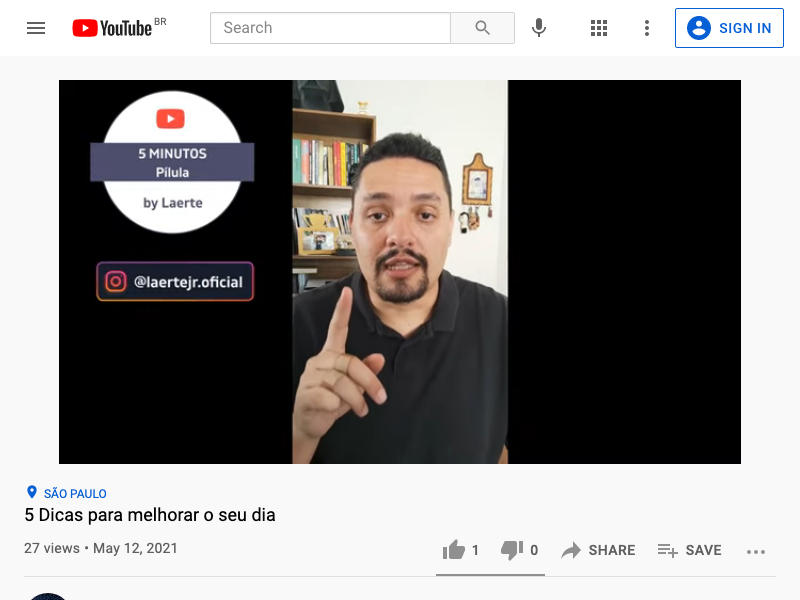 YouTube BR
Search
SIGN IN
5 MINUTOS
Pílula
by Laerte
@laertejr.oficial
SÃO PAULO
5 Dicas para melhorar o seu dia
27 views • May 12, 2021
1
0
SHARE
SAVE